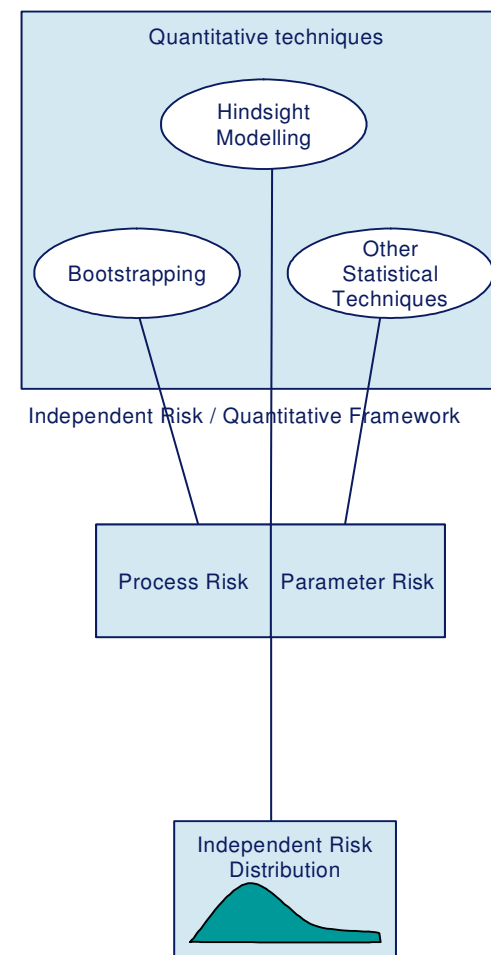 Quantitative techniques
Hindsight
Modelling
Bootstrapping
Other
Statistical
Techniques
Independent Risk / Quantitative Framework
Process Risk
Parameter Risk
Independent Risk
Distribution